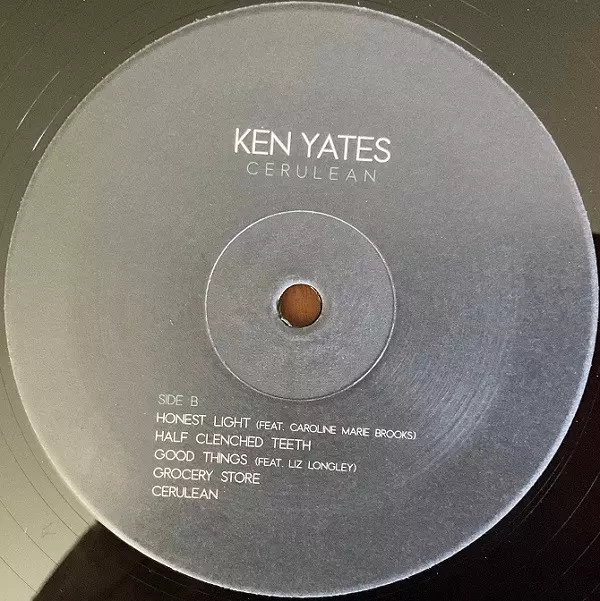 KEN YATES
CERULEAN
SIDE B
HONEST LIGHT (FEAT. CAROLINE MARIE BROOKS)
HALF CLENCHED TEETH
GOOD THINGS (FEAT. LIZ LONGLEY)
GROCERY STORE
CERULEAN